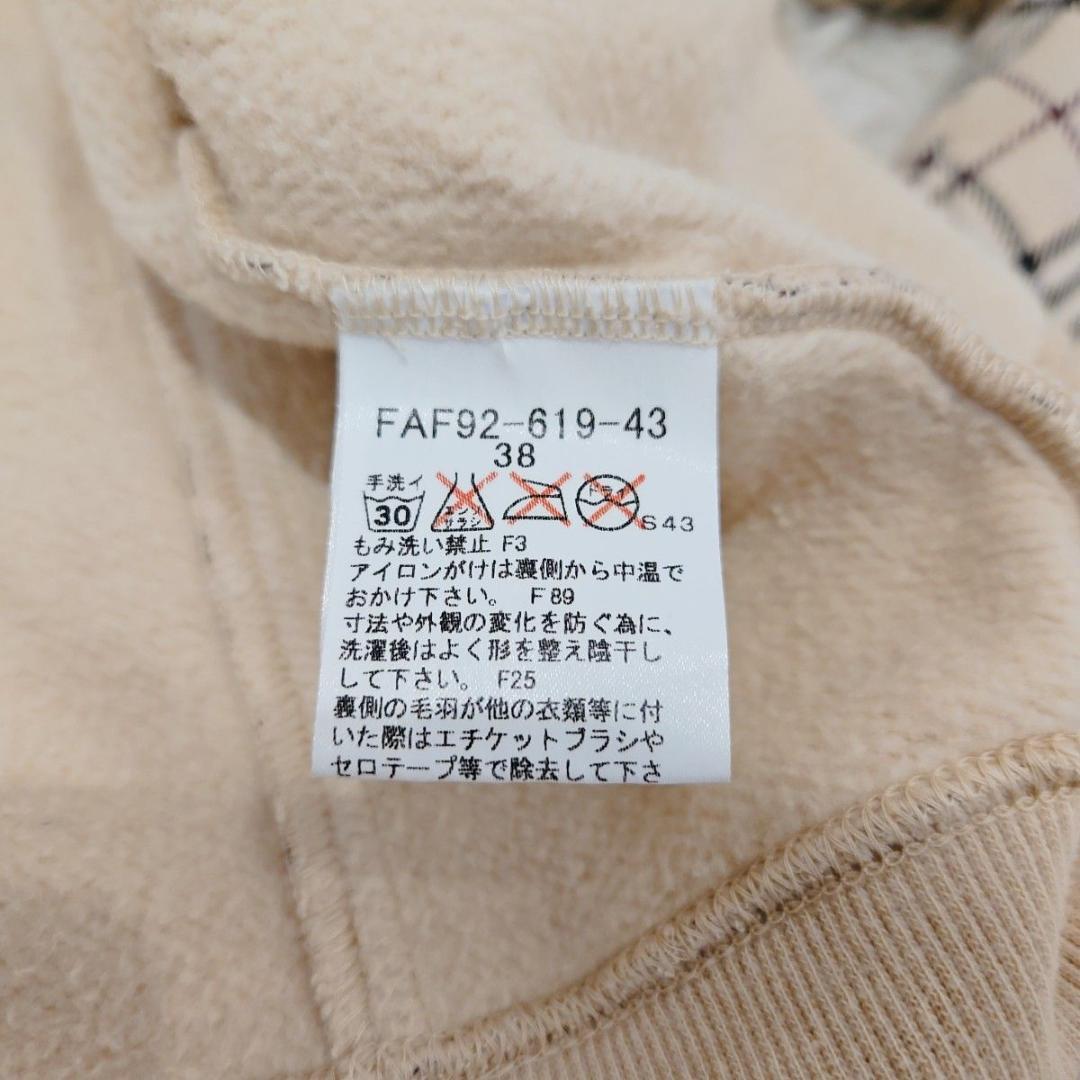 FAF92-619-43
38
手洗イ
30 エンソ サラシ ドライ S43
もみ洗い禁止 F3
アイロンがけは裏側から中温で
おかけ下さい。 F89
寸法や外観の変化を防ぐ為に、
洗濯後はよく形を整え陰干し
して下さい。 F25
裏側の毛羽が他の衣類等に付
いた際はエチケットブラシや
セロテープ等で除去して下さ